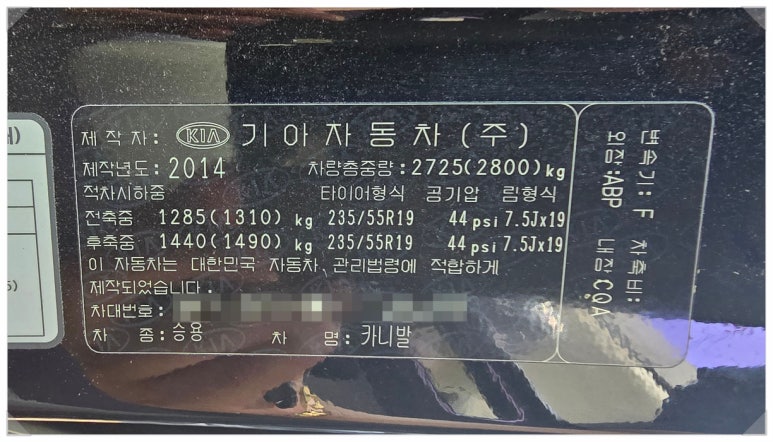 제작자: KIA 기아자동차(주)
제작년도:2014 차량총중량:2725(2800)kg
적차시하중 타이어형식 공기압 림형식
전축중 1285(1310) kg 235/55R19 44 psi 7.5Jx19
후축중 1440(1490) kg 235/55R19 44 psi 7.5Jx19
이 자동차는 대한민국 자동차 관리법령에 적합하게
제작되었습니다.
차대번호:
차 종:승용 차 명:카니발
변속기:F 차축비:
외장:ABP 내장:CQA